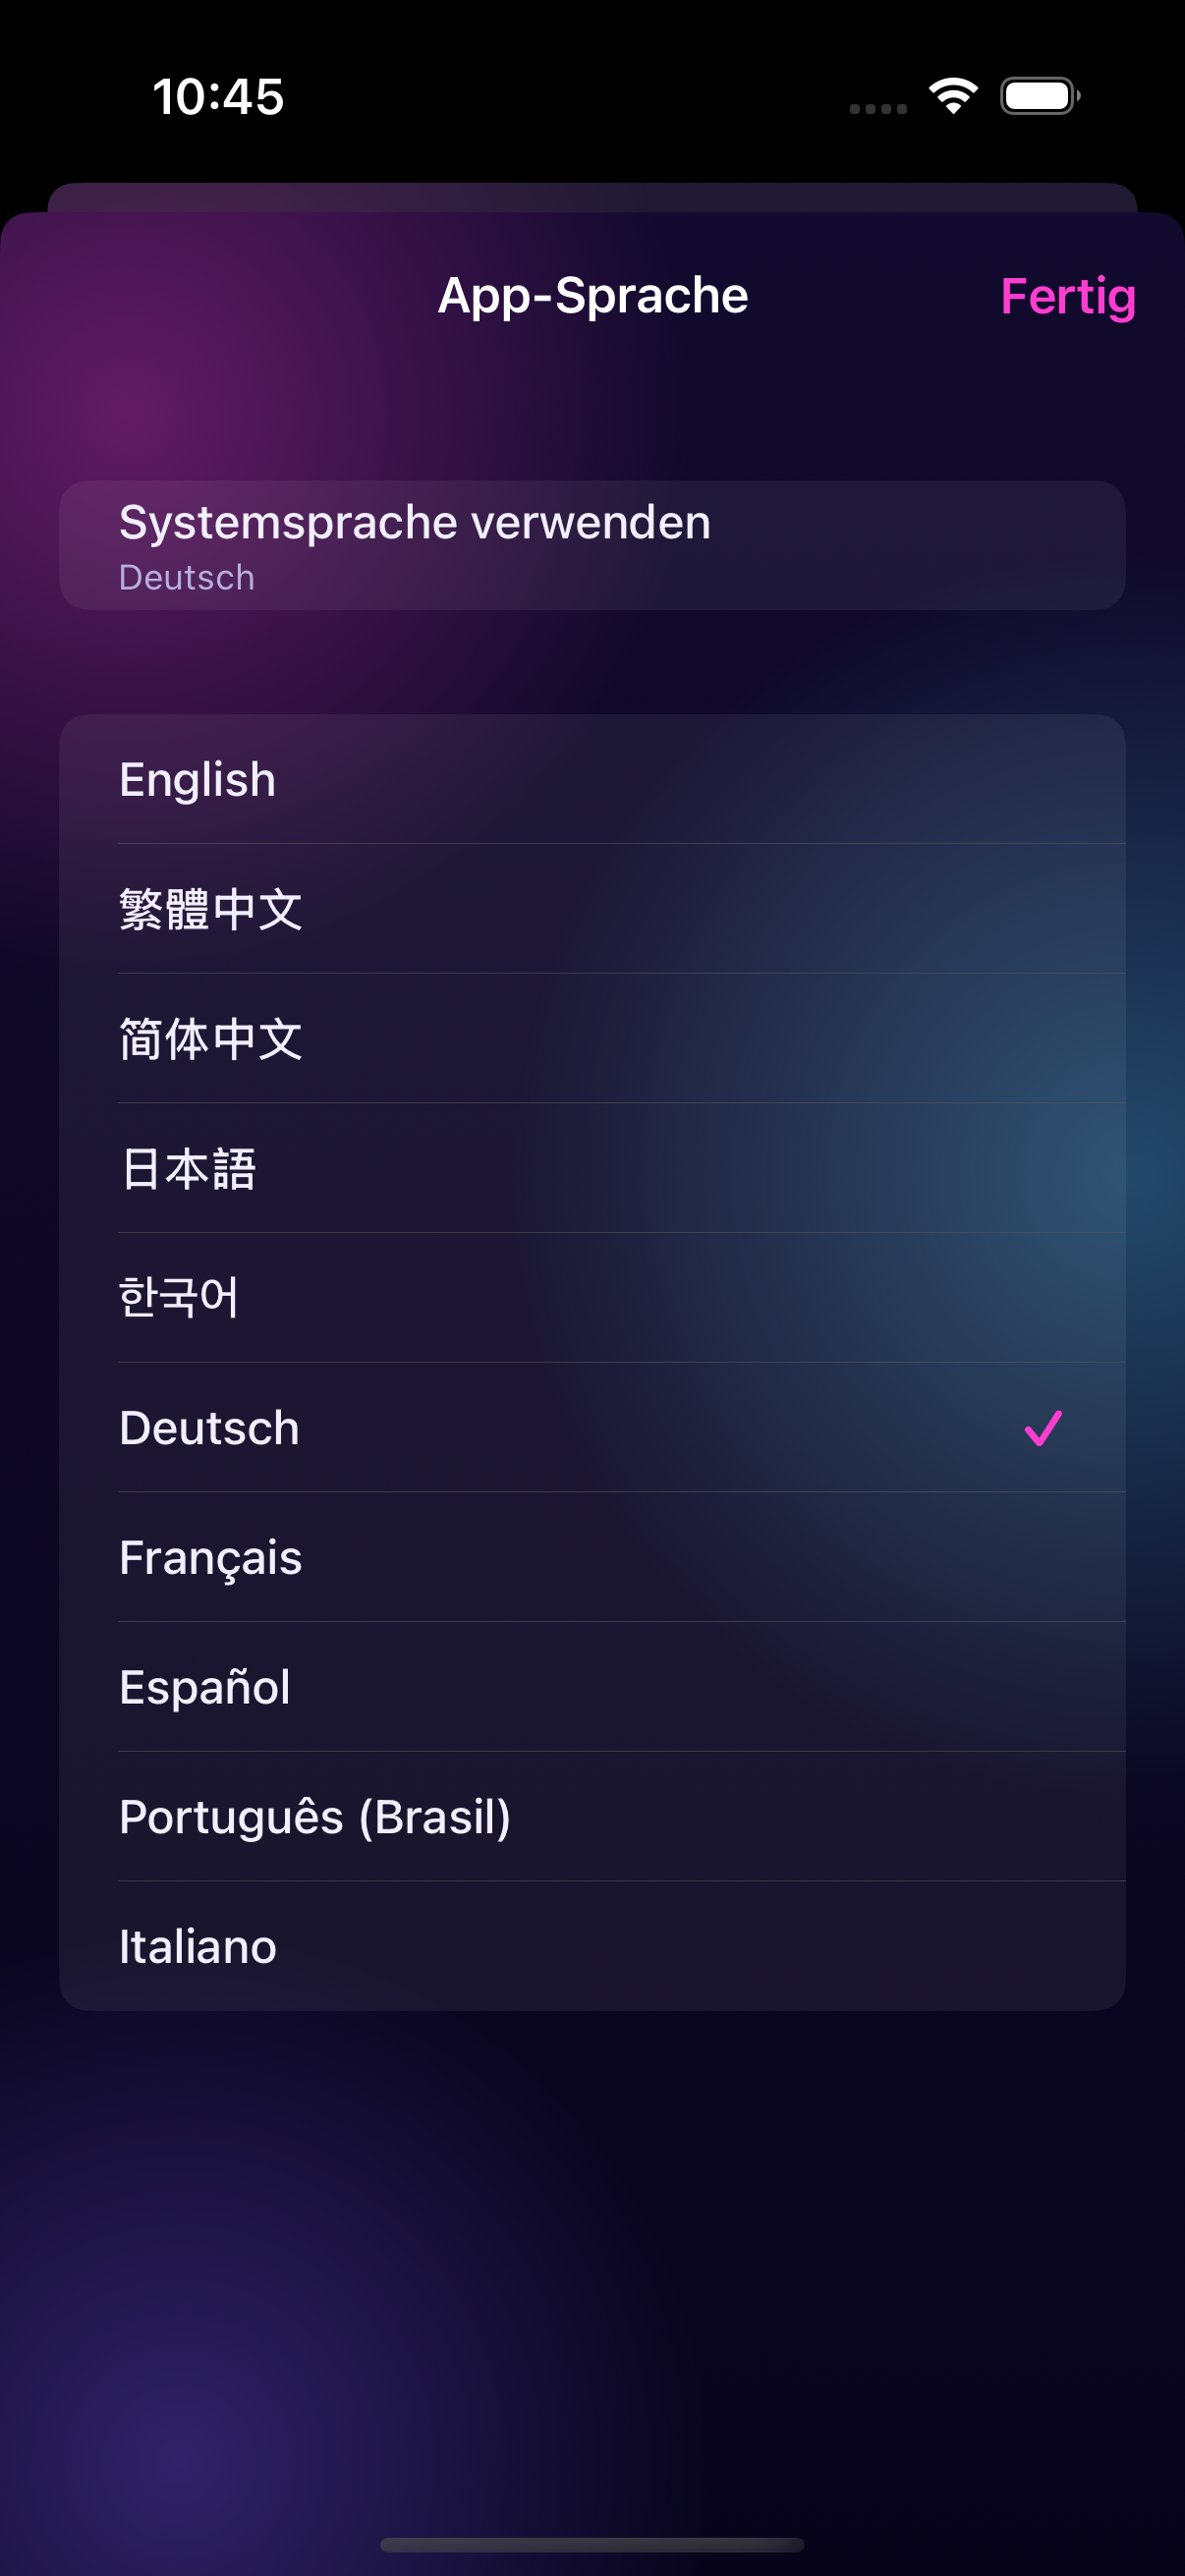 10:45
App-Sprache
Fertig
Systemsprache verwenden
Deutsch
English
繁體中文
简体中文
日本語
한국어
Deutsch
Français
Español
Português (Brasil)
Italiano